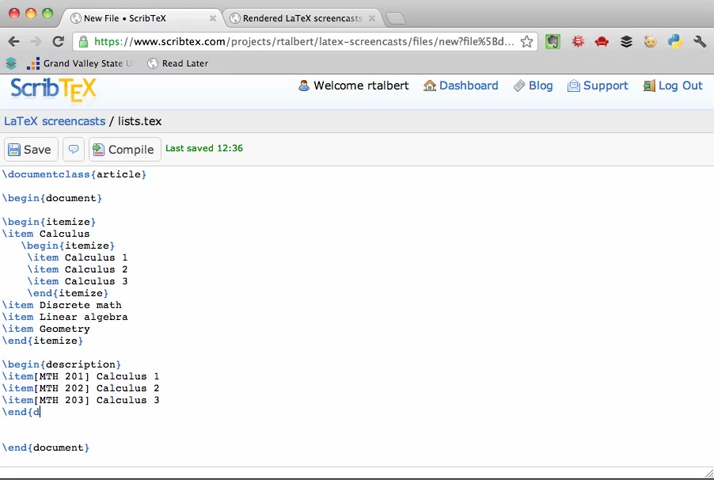 New File • ScribTeX
Rendered LaTeX screencasts
https://www.scribtex.com/projects/rtalbert/latex-screencasts/files/new?file%5Bd...
Grand Valley State U
Read Later
ScribTEX
Welcome rtalbert
Dashboard
Blog
Support
Log Out
LaTeX screencasts / lists.tex
Save
Compile
Last saved 12:36
\documentclass{article}
\begin{document}
\begin{itemize}
\item Calculus
\begin{itemize}
\item Calculus 1
\item Calculus 2
\item Calculus 3
\end{itemize}
\item Discrete math
\item Linear algebra
\item Geometry
\end{itemize}
\begin{description}
\item[MTH 201] Calculus 1
\item[MTH 202] Calculus 2
\item[MTH 203] Calculus 3
\end{d
\end{document}